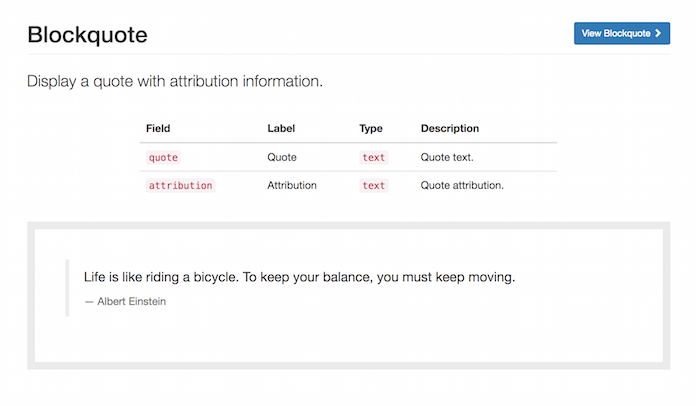 Blockquote
View Blockquote
Display a quote with attribution information.
Field Label Type Description
quote Quote text Quote text.
attribution Attribution text Quote attribution.
Life is like riding a bicycle. To keep your balance, you must keep moving.
— Albert Einstein